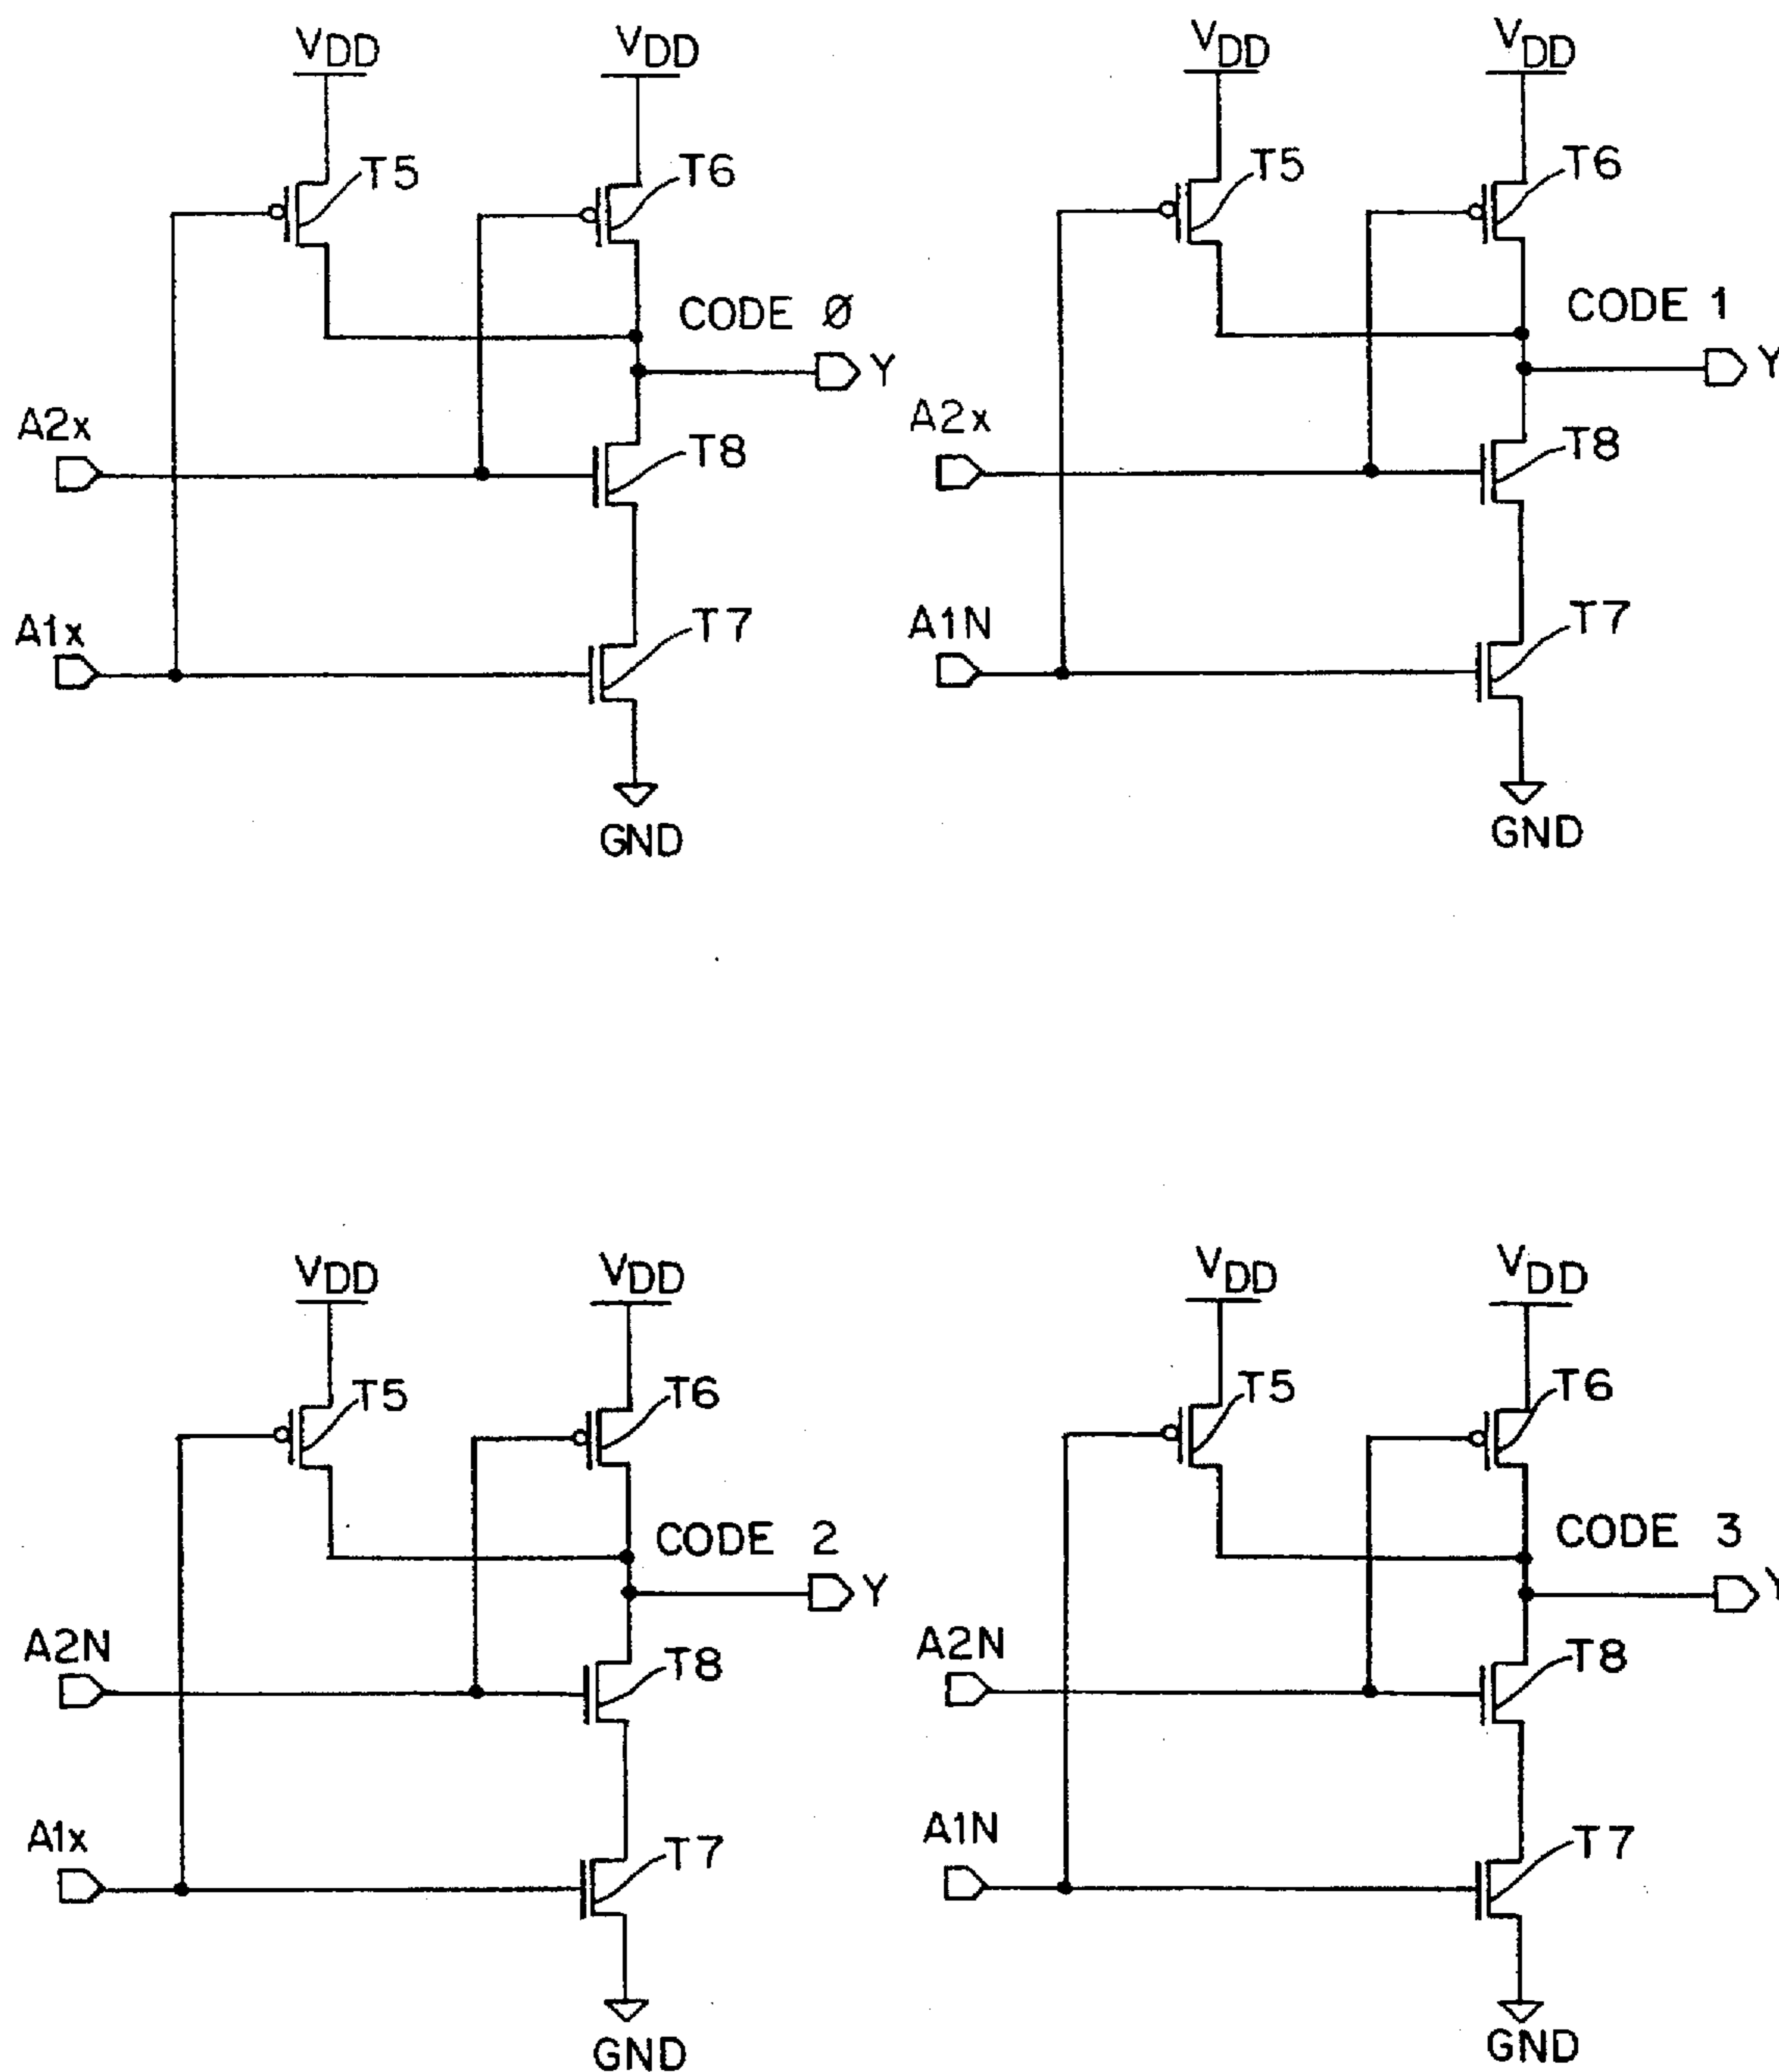 VDD
VDD
T5
T6
CODE Ø
Y
A2x
T8
A1x
T7
GND
VDD
VDD
T5
T6
CODE 1
Y
A2x
T8
A1N
T7
GND
VDD
VDD
T5
T6
CODE 2
Y
A2N
T8
A1x
T7
GND
VDD
VDD
T5
T6
CODE 3
Y
A2N
T8
A1N
T7
GND